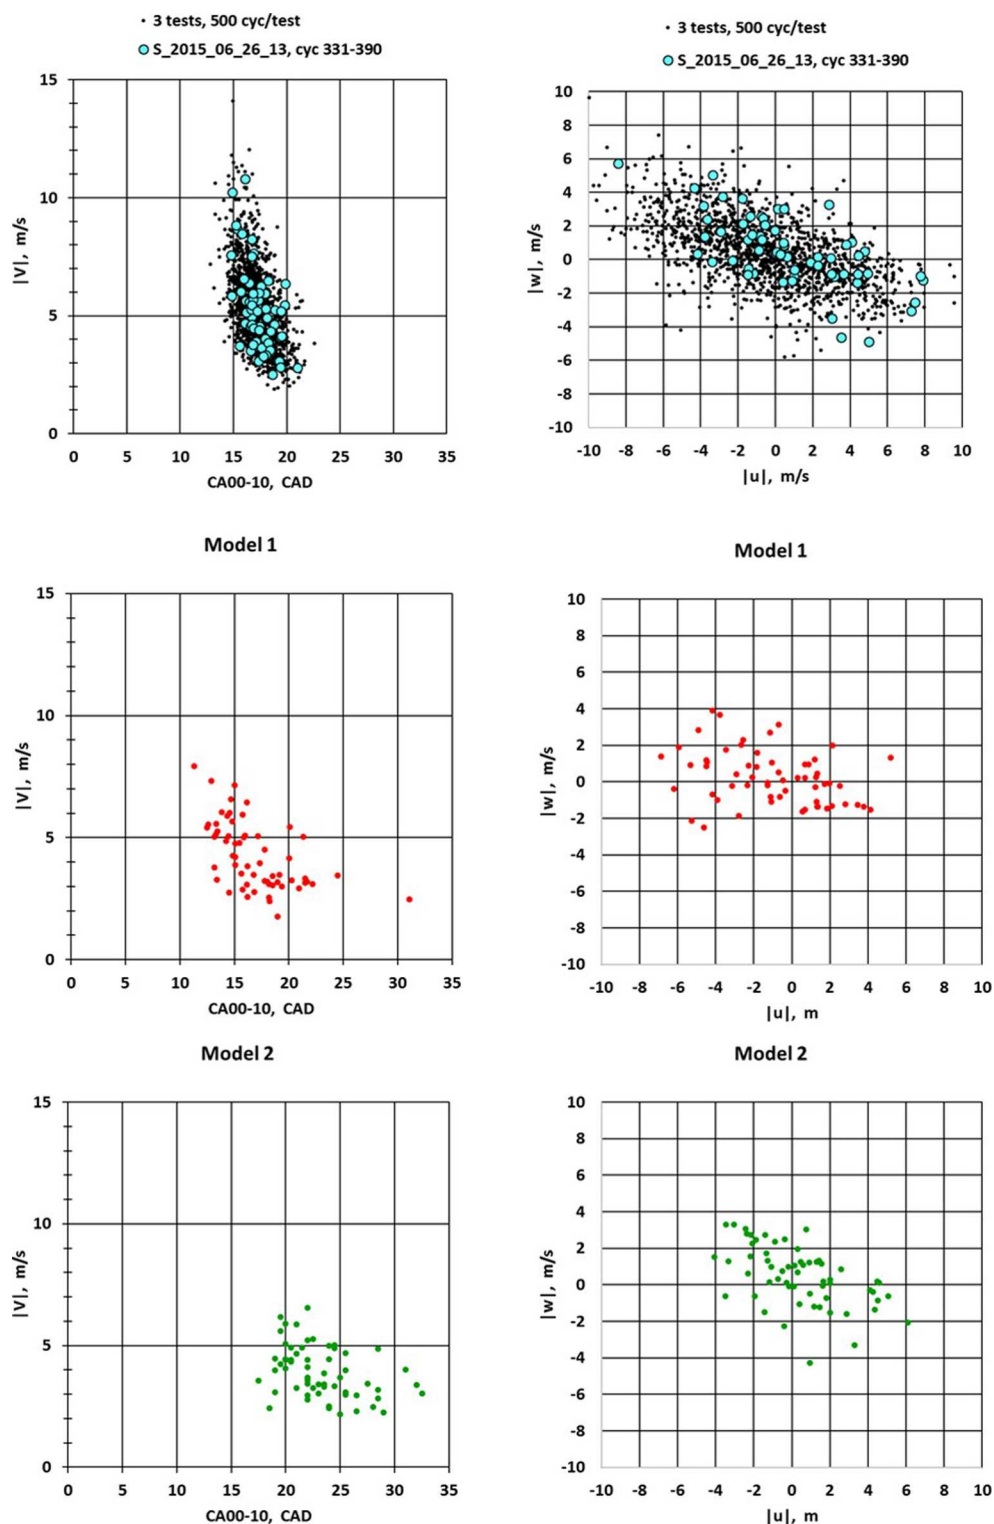 3 tests, 500 cyc/test
S_2015_06_26_13, cyc 331-390
15
10
5
0
|V|, m/s
0 5 10 15 20 25 30 35
CA00-10, CAD
3 tests, 500 cyc/test
S_2015_06_26_13, cyc 331-390
10
8
6
4
2
0
-2
-4
-6
-8
-10
|w|, m/s
-10 -8 -6 -4 -2 0 2 4 6 8 10
|u|, m/s
Model 1
15
10
5
0
|V|, m/s
0 5 10 15 20 25 30 35
CA00-10, CAD
Model 1
10
8
6
4
2
0
-2
-4
-6
-8
-10
|w|, m/s
-10 -8 -6 -4 -2 0 2 4 6 8 10
|u|, m
Model 2
15
10
5
0
|V|, m/s
0 5 10 15 20 25 30 35
CA00-10, CAD
Model 2
10
8
6
4
2
0
-2
-4
-6
-8
-10
|w|, m/s
-10 -8 -6 -4 -2 0 2 4 6 8 10
|u|, m